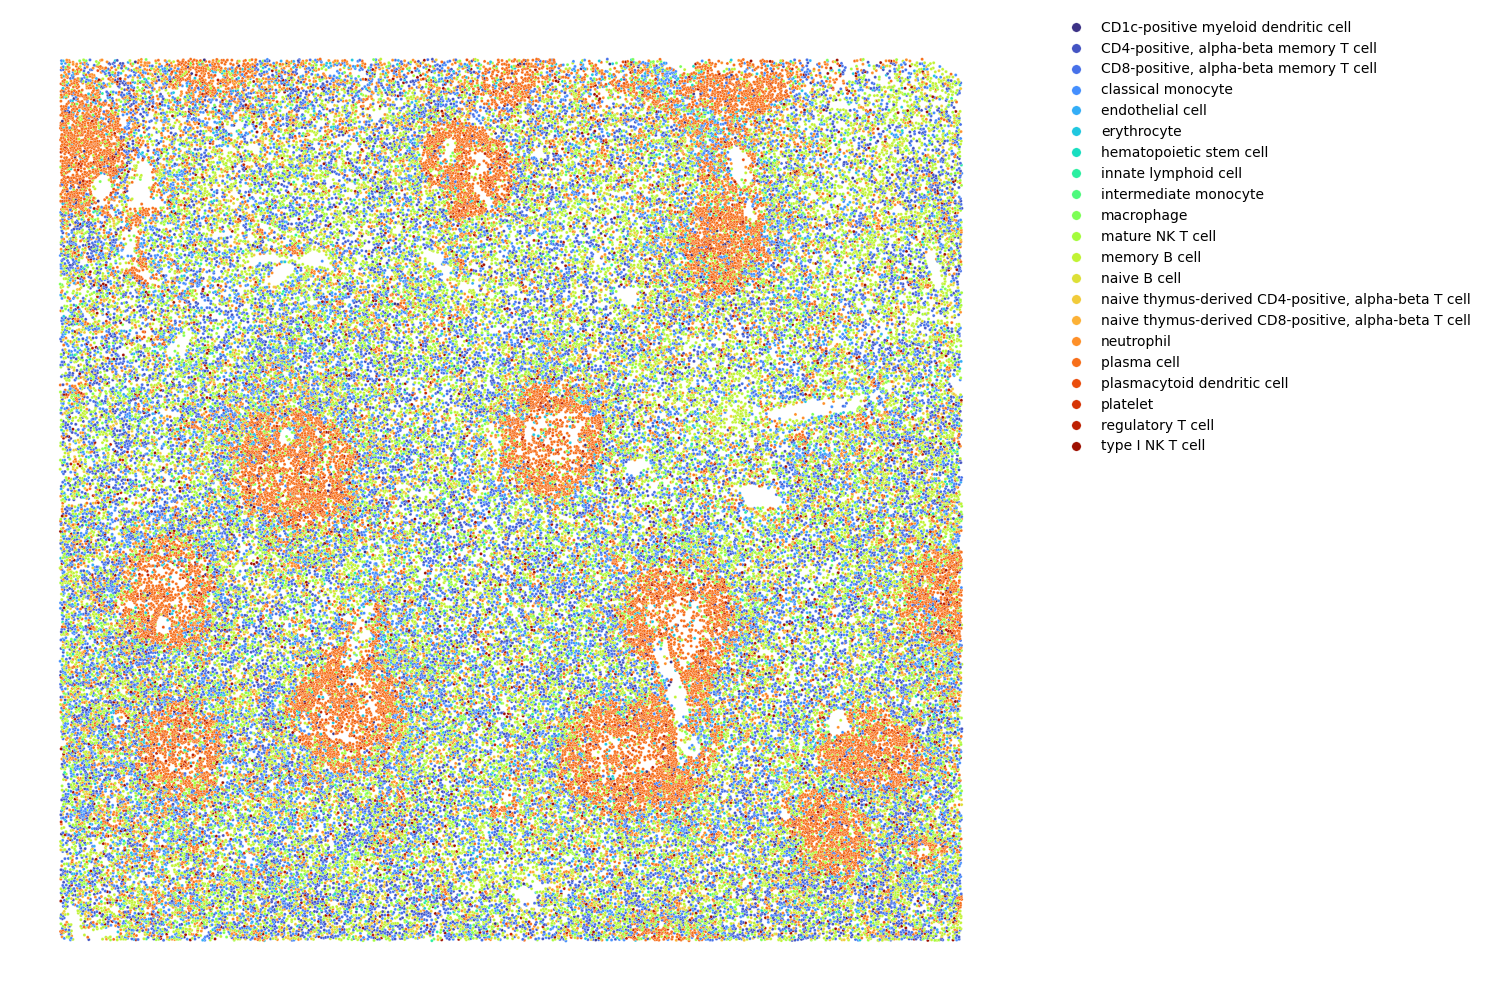 CD1c-positive myeloid dendritic cell
CD4-positive, alpha-beta memory T cell
CD8-positive, alpha-beta memory T cell
classical monocyte
endothelial cell
erythrocyte
hematopoietic stem cell
innate lymphoid cell
intermediate monocyte
macrophage
mature NK T cell
memory B cell
naive B cell
naive thymus-derived CD4-positive, alpha-beta T cell
naive thymus-derived CD8-positive, alpha-beta T cell
neutrophil
plasma cell
plasmacytoid dendritic cell
platelet
regulatory T cell
type I NK T cell